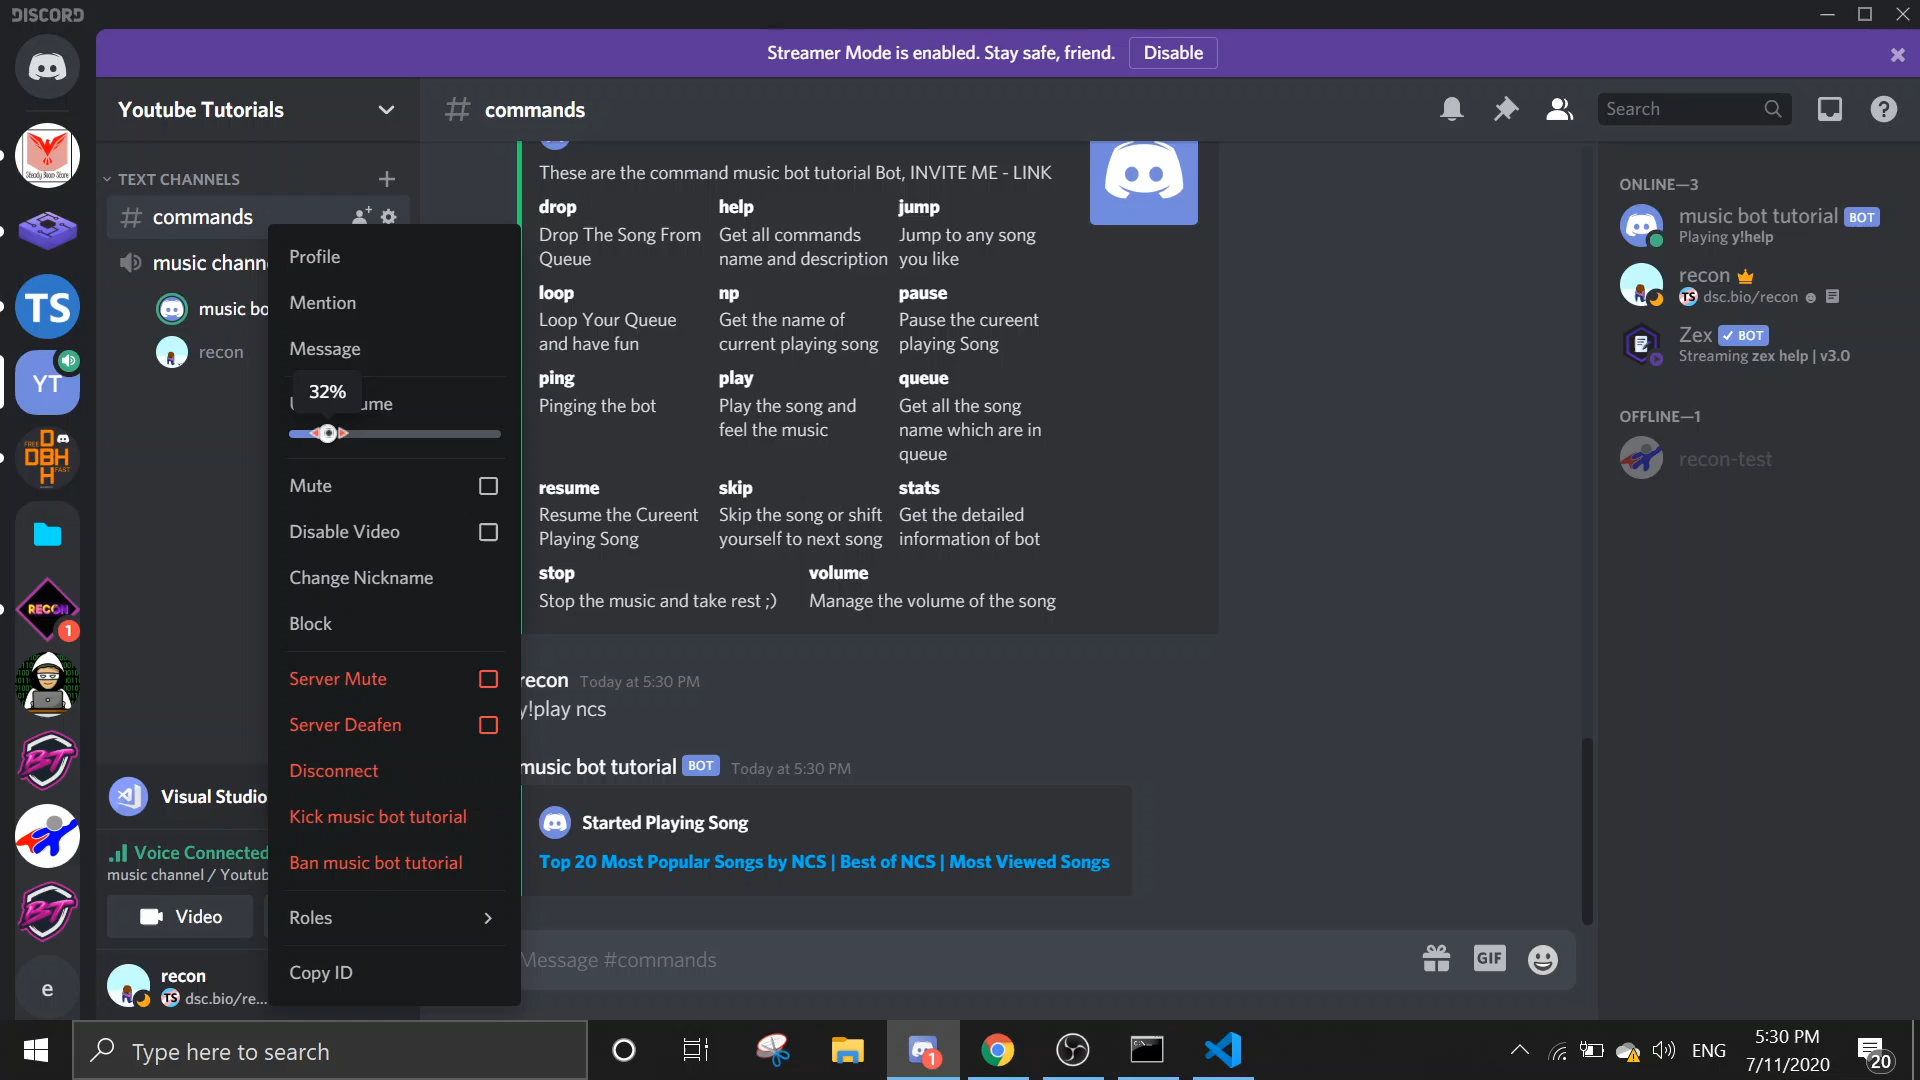 DISCORD
Streamer Mode is enabled. Stay safe, friend.
Disable
Youtube Tutorials
commands
Search
TEXT CHANNELS
commands
music chann
music bo
recon
TS
YT
FREE
DBH
FAST
RECON
1
BT
BT
e
Profile
Mention
Message
32%
U
ume
Mute
Disable Video
Change Nickname
Block
Server Mute
Server Deafen
Disconnect
Kick music bot tutorial
Ban music bot tutorial
Roles
Copy ID
Visual Studio
Voice Connected
music channel / Youtub
Video
recon
TS dsc.bio/re...
These are the command music bot tutorial Bot, INVITE ME - LINK
drop
Drop The Song From
Queue
help
Get all commands
name and description
jump
Jump to any song
you like
loop
Loop Your Queue
and have fun
np
Get the name of
current playing song
pause
Pause the cureent
playing Song
ping
Pinging the bot
play
Play the song and
feel the music
queue
Get all the song
name which are in
queue
resume
Resume the Cureent
Playing Song
skip
Skip the song or shift
yourself to next song
stats
Get the detailed
information of bot
stop
Stop the music and take rest ;)
volume
Manage the volume of the song
recon Today at 5:30 PM
y!play ncs
music bot tutorial BOT Today at 5:30 PM
Started Playing Song
Top 20 Most Popular Songs by NCS | Best of NCS | Most Viewed Songs
Message #commands
GIF
ONLINE—3
music bot tutorial BOT
Playing y!help
recon
TS dsc.bio/recon
Zex BOT
Streaming zex help | v3.0
OFFLINE—1
recon-test
Type here to search
1
ENG
5:30 PM
7/11/2020
20